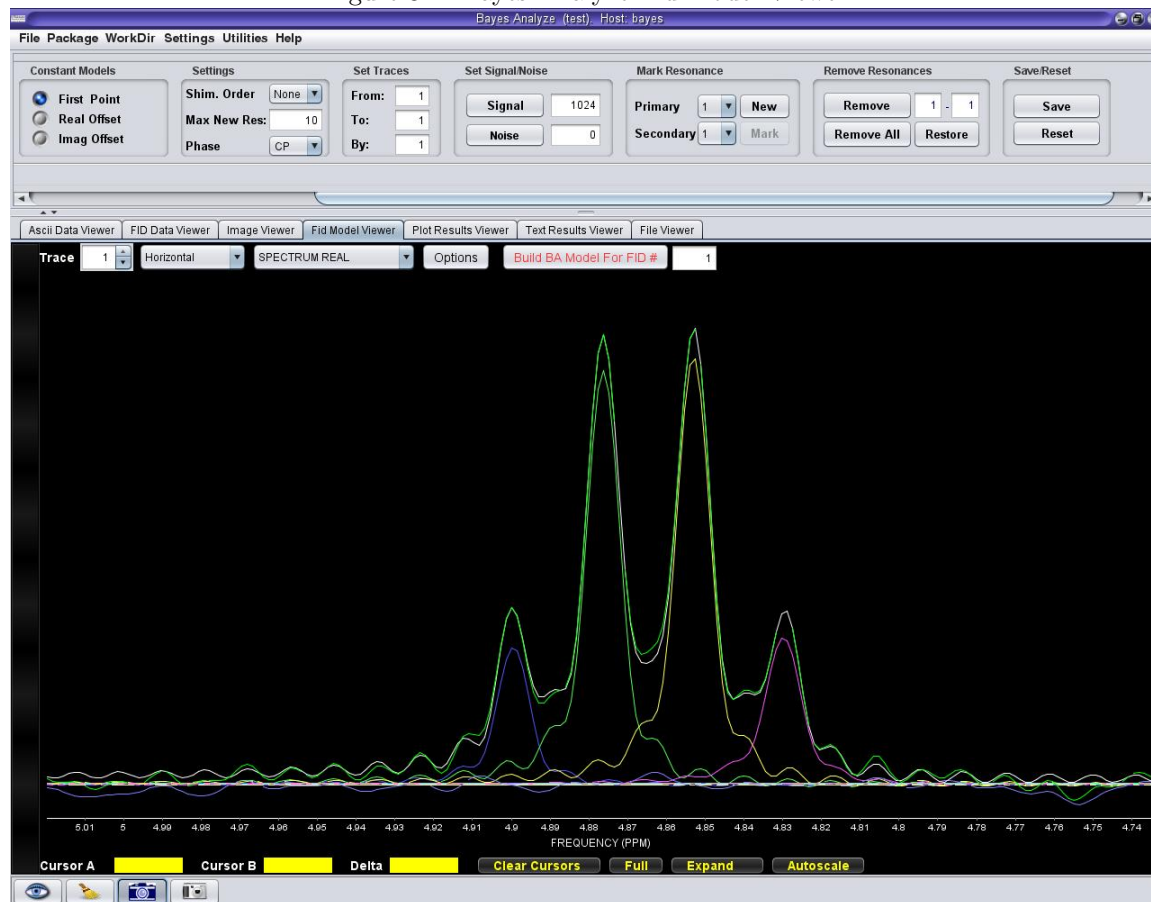 Bayes Analyze (test). Host: bayes
File Package WorkDir Settings Utilities Help
Constant Models Settings Set Traces Set Signal/Noise Mark Resonance Remove Resonances Save/Reset
First Point Shim. Order None From: 1 Signal 1024 Primary 1 New Remove 1 - 1 Save
Real Offset Max New Res: 10 To: 1 Noise 0 Secondary 1 Mark Remove All Restore Reset
Imag Offset Phase CP By: 1
Ascii Data Viewer FID Data Viewer Image Viewer Fid Model Viewer Plot Results Viewer Text Results Viewer File Viewer
Trace 1 Horizontal SPECTRUM REAL Options Build BA Model For FID # 1
5.01 5 4.99 4.98 4.97 4.96 4.95 4.94 4.93 4.92 4.91 4.9 4.89 4.88 4.87 4.86 4.85 4.84 4.83 4.82 4.81 4.8 4.79 4.78 4.77 4.76 4.75 4.74
FREQUENCY (PPM)
Cursor A Cursor B Delta Clear Cursors Full Expand Autoscale